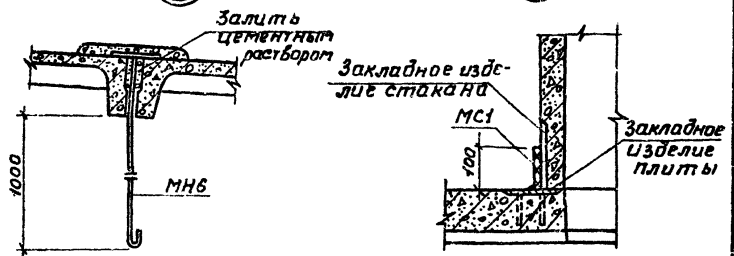 Залить
цементным
раствором
1000
МН6
Закладное изде-
лие стакана
МС1
100
Закладное
изделие
плиты